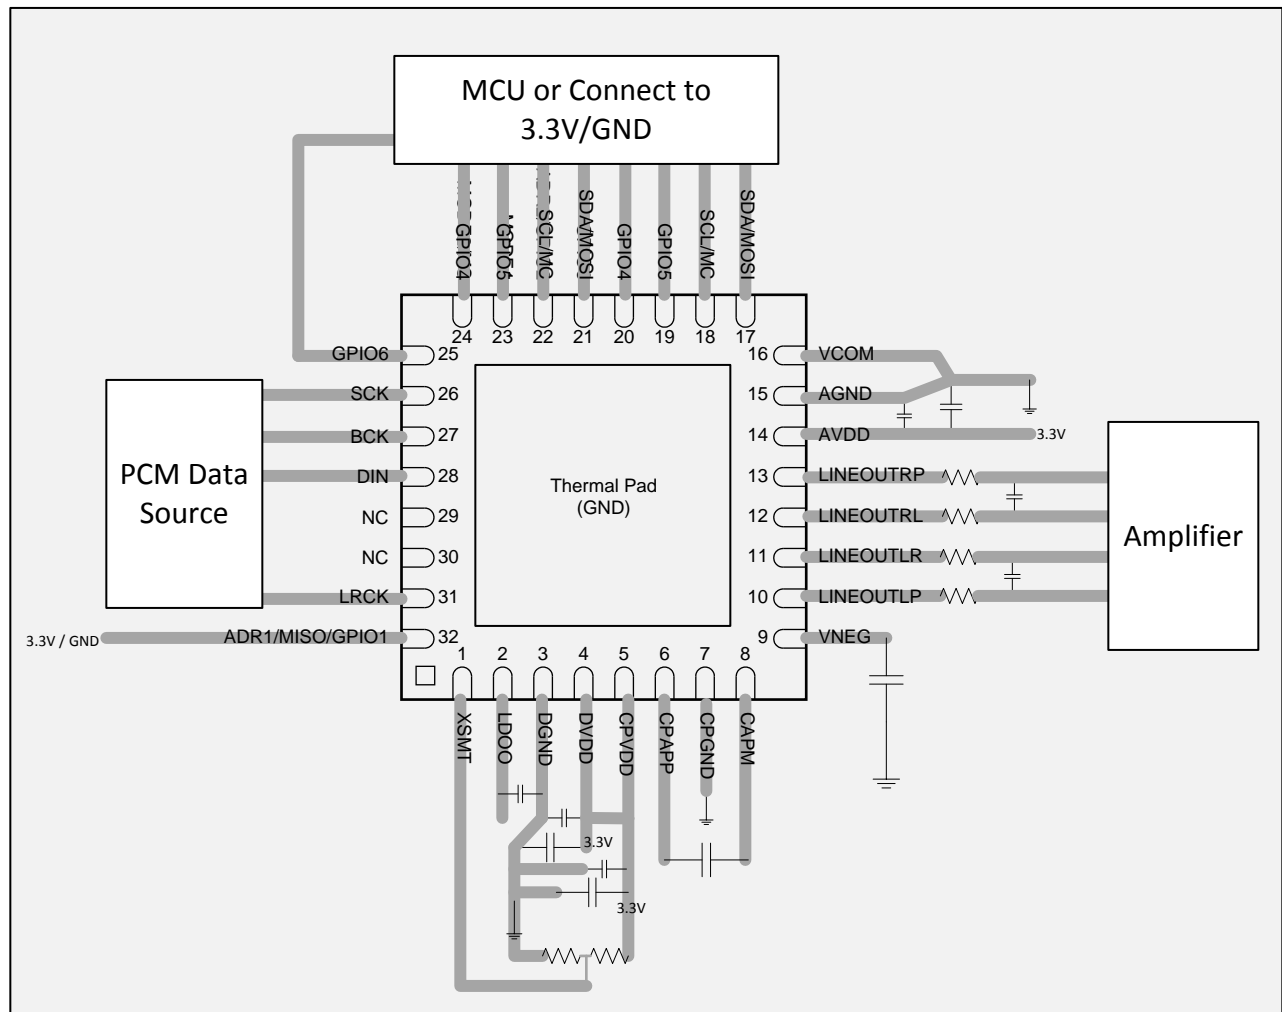 MCU or Connect to
3.3V/GND
GPIO4
GPIO5
SCL/MC
SDA/MOSI
GPIO4
GPIO5
SCL/MC
SDA/MOSI
24
23
22
21
20
19
18
17
GPIO6
25
16
VCOM
SCK
26
15
AGND
BCK
27
14
AVDD
3.3V
DIN
28
13
LINEOUTRP
NC
29
12
LINEOUTRL
NC
30
11
LINEOUTLR
LRCK
31
10
LINEOUTLP
3.3V / GND
ADR1/MISO/GPIO1
32
9
VNEG
PCM Data
Source
Thermal Pad
(GND)
Amplifier
1
2
3
4
5
6
7
8
XSMT
LDOO
DGND
DVDD
CPVDD
CPAPP
CPGND
CAPM
3.3V
3.3V